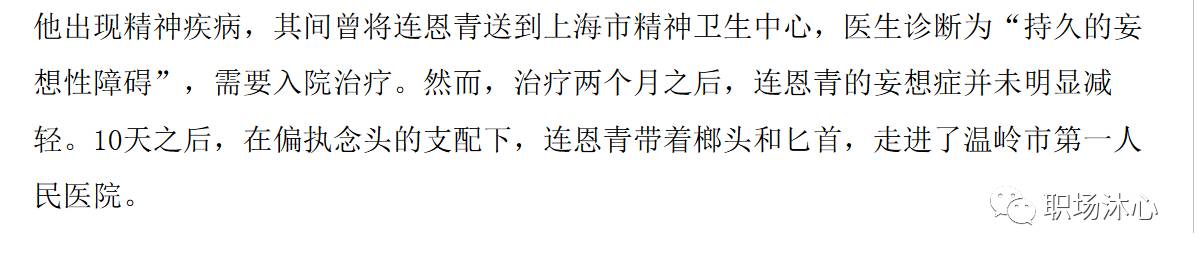 他出现精神疾病，其间曾将连恩青送到上海市精神卫生中心，医生诊断为“持久的妄
想性障碍”，需要入院治疗。然而，治疗两个月之后，连恩青的妄想症并未明显减
轻。10天之后，在偏执念头的支配下，连恩青带着榔头和匕首，走进了温岭市第一人
民医院。
职场沐心